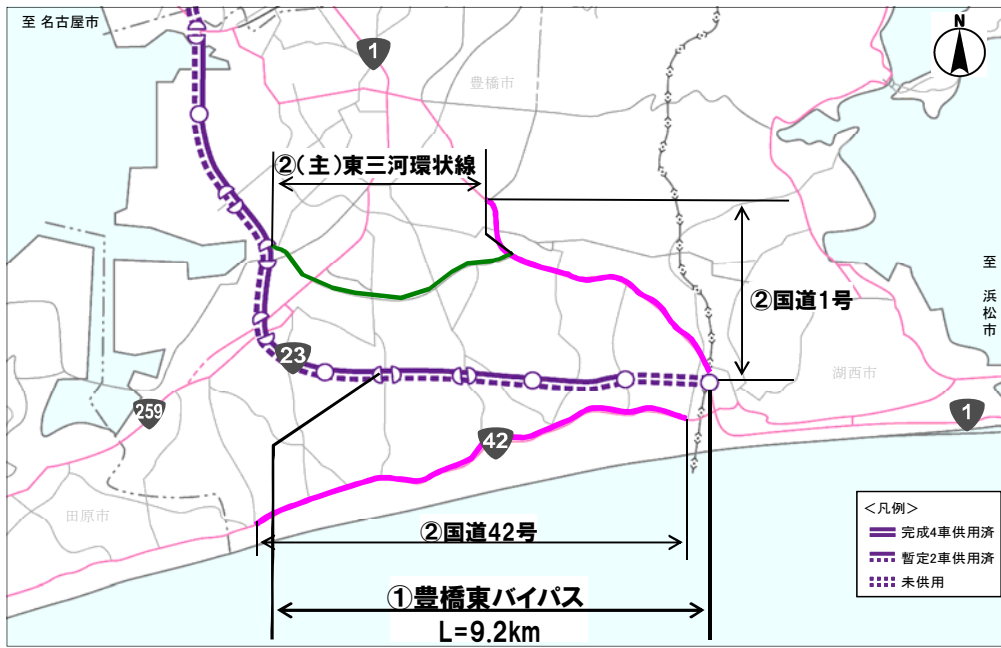 至 名古屋市
1
N
豊橋市
②(主)東三河環状線
至 浜松市
②国道1号
23
湖西市
259
1
42
田原市
②国道42号
①豊橋東バイパス
L=9.2km
＜凡例＞
完成4車供用済
暫定2車供用済
未供用